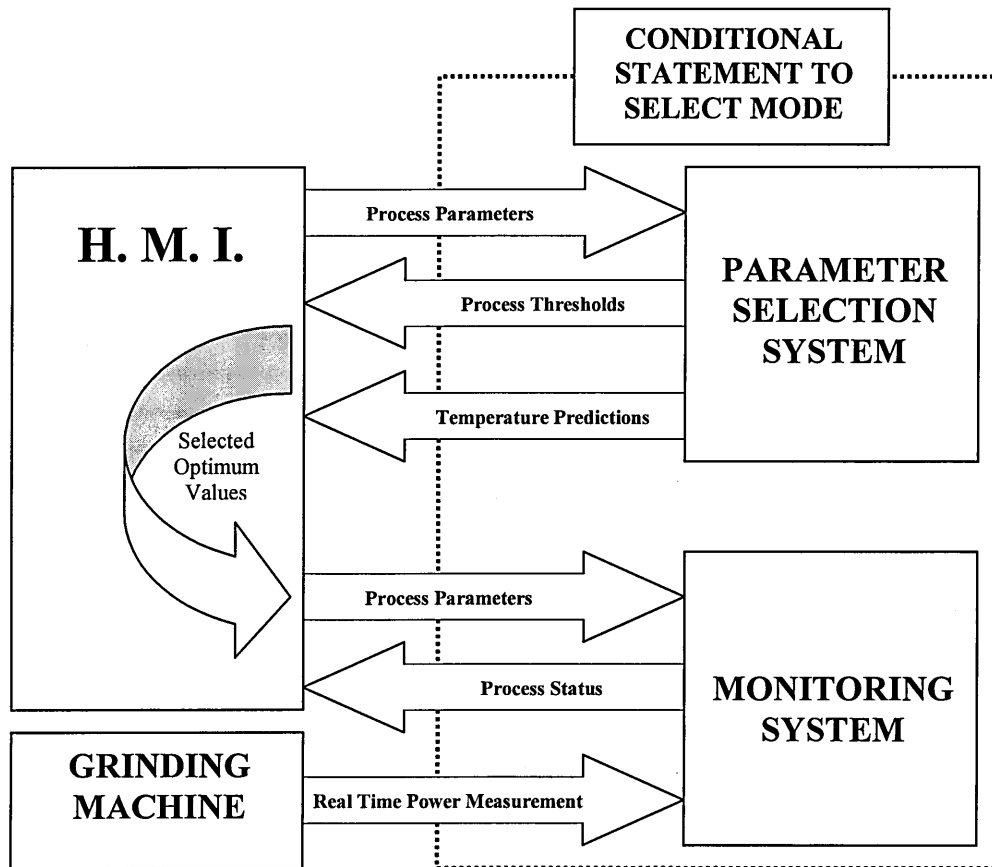 CONDITIONAL
STATEMENT TO
SELECT MODE
H. M. I.
Process Parameters
Process Thresholds
Temperature Predictions
PARAMETER
SELECTION
SYSTEM
Selected
Optimum
Values
Process Parameters
Process Status
MONITORING
SYSTEM
GRINDING
MACHINE
Real Time Power Measurement